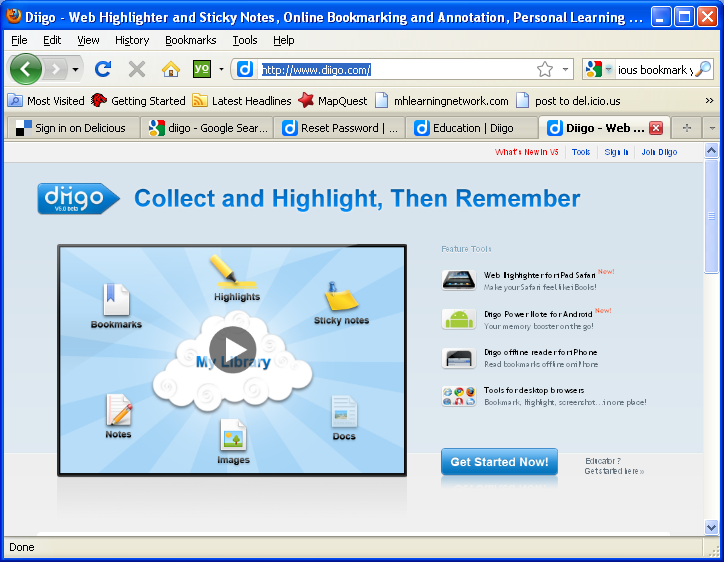 Diigo - Web Highlighter and Sticky Notes, Online Bookmarking and Annotation, Personal Learning ...
File Edit View History Bookmarks Tools Help
yo http://www.diigo.com/ ious bookmark y
Most Visited Getting Started Latest Headlines MapQuest mhlearningnetwork.com post to del.icio.us »
Sign in on Delicious diigo - Google Sear... Reset Password | ... Education | Diigo Diigo - Web ...
What's New in V5 Tools Sign In Join Diigo
diigo
V5.0 beta
Collect and Highlight, Then Remember
Highlights
Bookmarks
Sticky notes
My Library
Notes
Images
Docs
Feature Tools
Web Highlighter for iPad Safari New!
Make your Safari feel like iBooks!
Diigo Power Note for Android New!
Your memory booster on the go!
Diigo offline reader for iPhone
Read bookmarks offline on iPhone
Tools for desktop browsers
Bookmark, Highlight, screenshot...in one place!
Get Started Now!
Educator?
Get started here »
Done